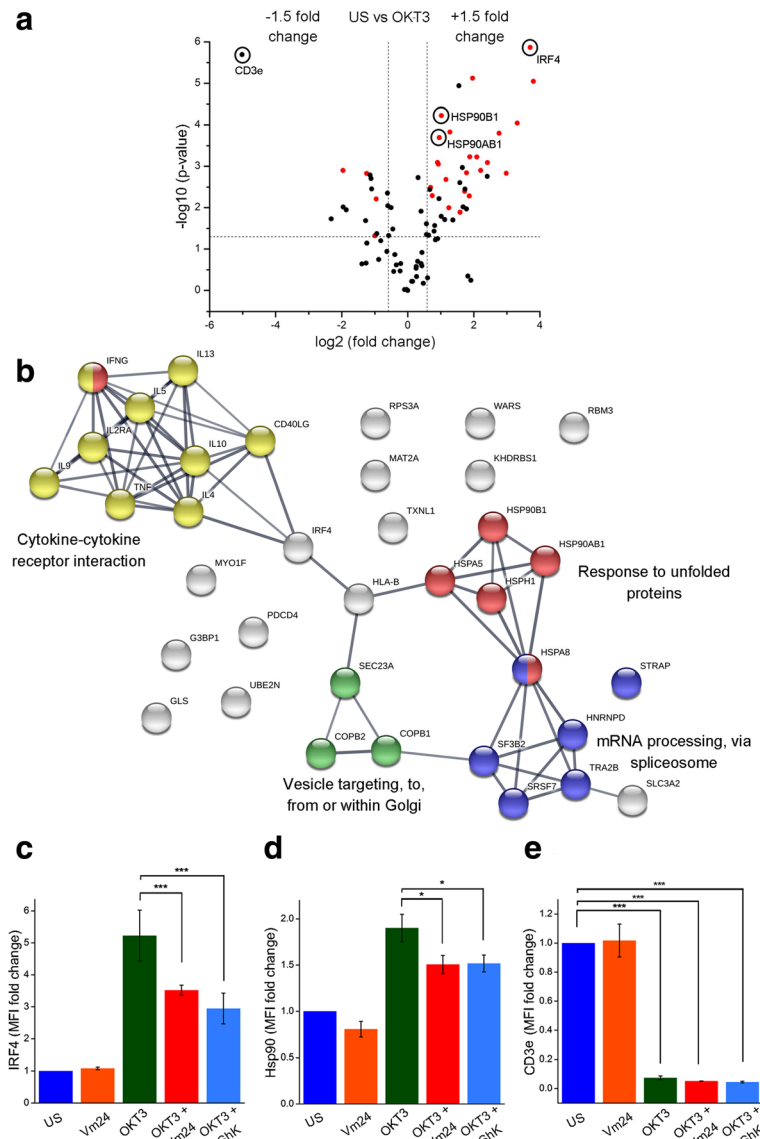 a
-1.5 fold change
US vs OKT3
+1.5 fold change
6
5
4
3
2
1
0
-log10 (p-value)
CD3e
IRF4
HSP90B1
HSP90AB1
-6
-4
-2
0
2
4
log2 (fold change)
b
IFNG
IL13
IL5
IL2RA
CD40LG
IL10
IL9
TNF
IL4
Cytokine-cytokine
receptor interaction
RPS3A
WARS
RBM3
MAT2A
KHDRBS1
TXNL1
HSP90B1
IRF4
HSP90AB1
HSPA5
HSPH1
MYO1F
HLA-B
Response to unfolded
proteins
PDCD4
G3BP1
HSPA8
STRAP
SEC23A
GLS
UBE2N
HNRNPD
COPB2
COPB1
SF3B2
mRNA processing, via
spliceosome
TRA2B
SRSF7
SLC3A2
Vesicle targeting, to,
from or within Golgi
c
IRF4 (MFI fold change)
6
5
4
3
2
1
0
***
***
US
Vm24
OKT3
OKT3 +
OKT3 +
d
Hsp90 (MFI fold change)
2.0
1.5
1.0
0.5
0.0
*
*
US
Vm24
OKT3
OKT3 +
OKT3 +
e
CD3e (MFI fold change)
1.2
1.0
0.8
0.6
0.4
0.2
0.0
***
***
***
US
Vm24
OKT3
OKT3 +
OKT3 +